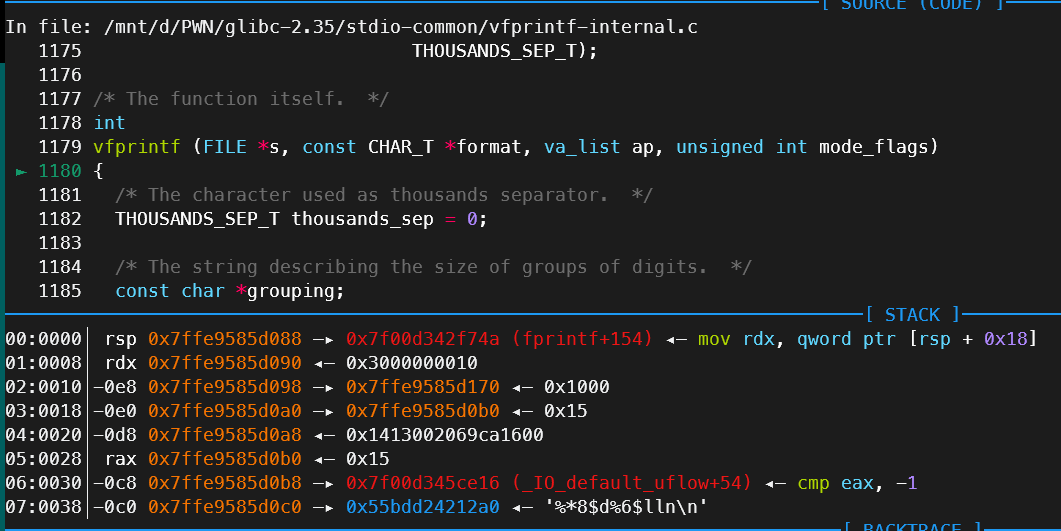 [ SOURCE (CODE) ]
In file: /mnt/d/PWN/glibc-2.35/stdio-common/vfprintf-internal.c
1175                              THOUSANDS_SEP_T);
1176
1177 /* The function itself.  */
1178 int
1179 vfprintf (FILE *s, const CHAR_T *format, va_list ap, unsigned int mode_flags)
► 1180 {
1181   /* The character used as thousands separator.  */
1182   THOUSANDS_SEP_T thousands_sep = 0;
1183
1184   /* The string describing the size of groups of digits.  */
1185   const char *grouping;
[ STACK ]
00:0000│ rsp 0x7ffe9585d088 —▸ 0x7f00d342f74a (fprintf+154) ◂— mov rdx, qword ptr [rsp + 0x18]
01:0008│ rdx 0x7ffe9585d090 ◂— 0x3000000010
02:0010│-0e8 0x7ffe9585d098 —▸ 0x7ffe9585d170 ◂— 0x1000
03:0018│-0e0 0x7ffe9585d0a0 —▸ 0x7ffe9585d0b0 ◂— 0x15
04:0020│-0d8 0x7ffe9585d0a8 ◂— 0x1413002069ca1600
05:0028│ rax 0x7ffe9585d0b0 ◂— 0x15
06:0030│-0c8 0x7ffe9585d0b8 —▸ 0x7f00d345ce16 (_IO_default_uflow+54) ◂— cmp eax, -1
07:0038│-0c0 0x7ffe9585d0c0 —▸ 0x55bdd24212a0 ◂— '%*8$d%6$lln\n'
[ BACKTRACE ]